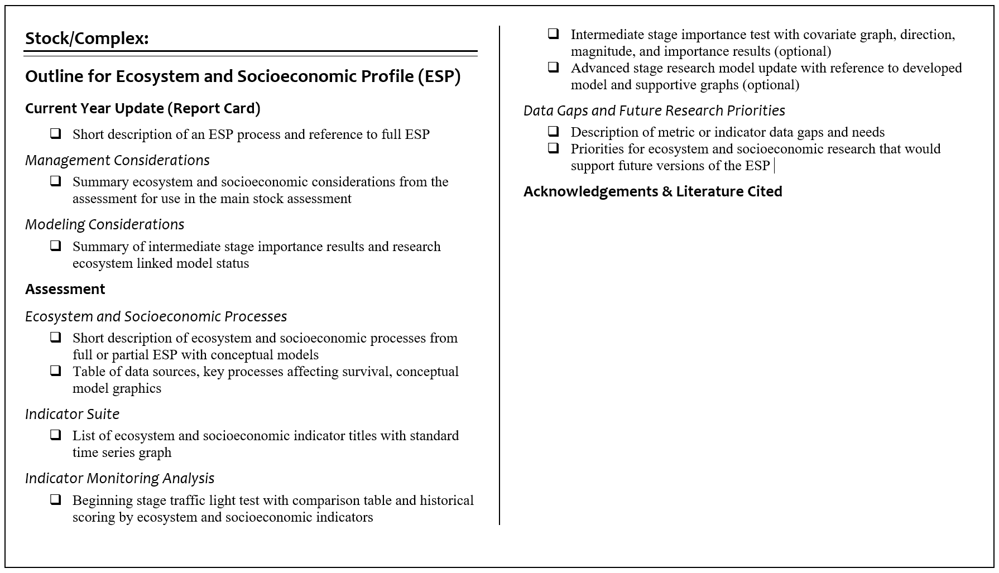 Stock/Complex:
Outline for Ecosystem and Socioeconomic Profile (ESP)
Current Year Update (Report Card)
❑ Short description of an ESP process and reference to full ESP
Management Considerations
❑ Summary ecosystem and socioeconomic considerations from the
assessment for use in the main stock assessment
Modeling Considerations
❑ Summary of intermediate stage importance results and research
ecosystem linked model status
Assessment
Ecosystem and Socioeconomic Processes
❑ Short description of ecosystem and socioeconomic processes from
full or partial ESP with conceptual models
❑ Table of data sources, key processes affecting survival, conceptual
model graphics
Indicator Suite
❑ List of ecosystem and socioeconomic indicator titles with standard
time series graph
Indicator Monitoring Analysis
❑ Beginning stage traffic light test with comparison table and historical
scoring by ecosystem and socioeconomic indicators
❑ Intermediate stage importance test with covariate graph, direction,
magnitude, and importance results (optional)
❑ Advanced stage research model update with reference to developed
model and supportive graphs (optional)
Data Gaps and Future Research Priorities
❑ Description of metric or indicator data gaps and needs
❑ Priorities for ecosystem and socioeconomic research that would
support future versions of the ESP
Acknowledgements & Literature Cited